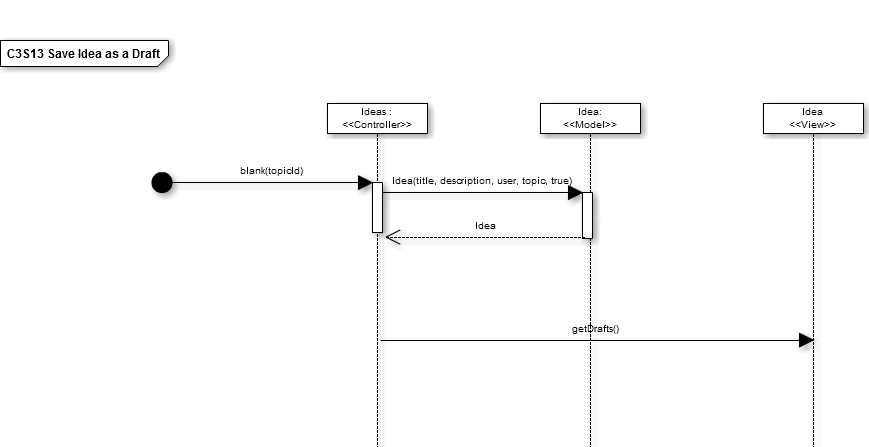 C3S13 Save Idea as a Draft
Ideas :
<<Controller>>
Idea:
<<Model>>
Idea
<<View>>
blank(topicId)
Idea(title, description, user, topic, true)
Idea
getDrafts()